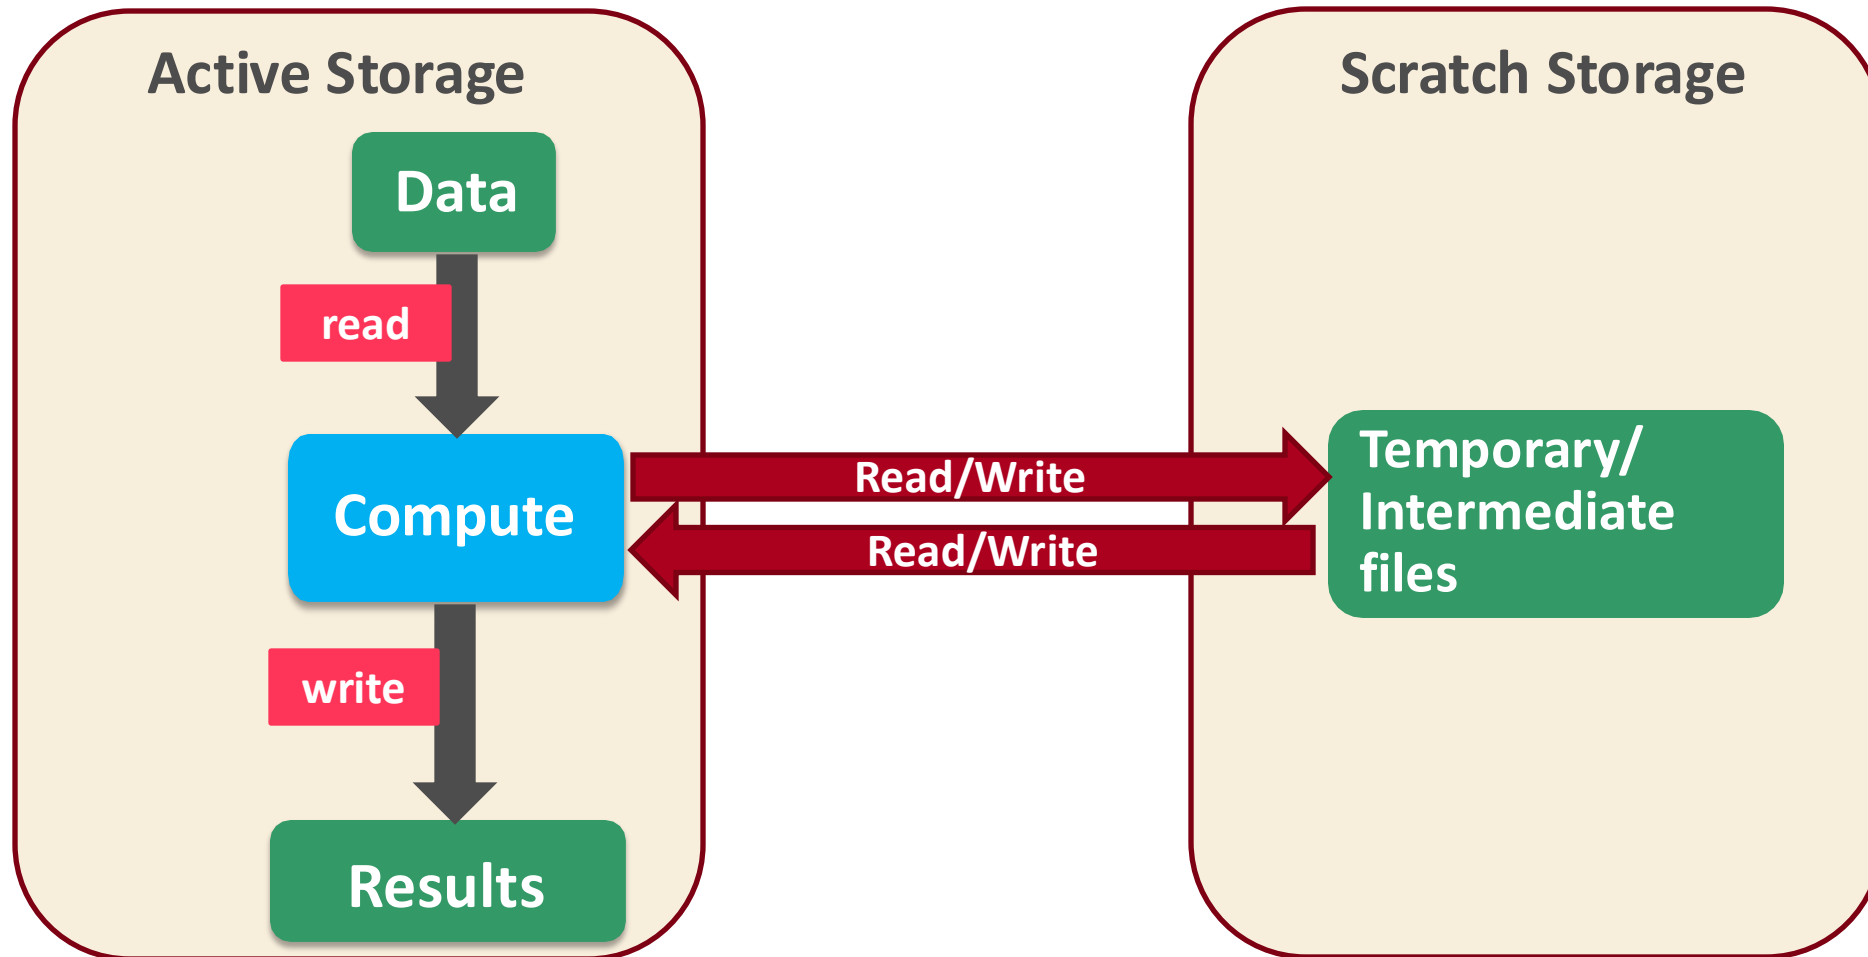 Active Storage
Data
read
Compute
write
Results
Read/Write
Read/Write
Scratch Storage
Temporary/
Intermediate
files